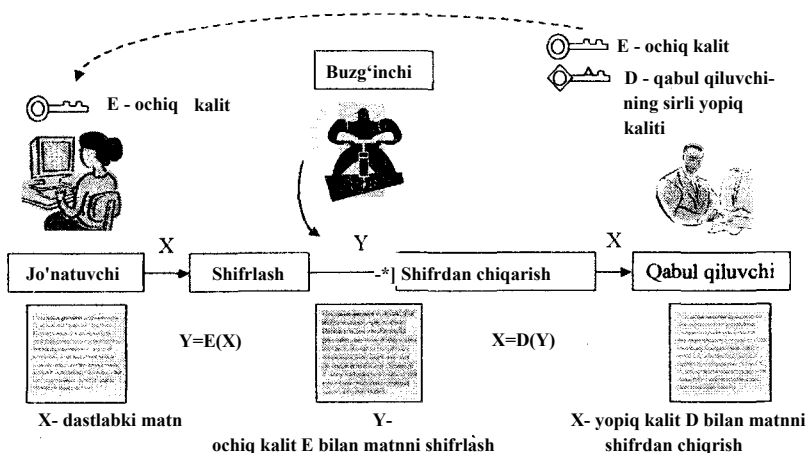 E - ochiq kalit
Buzg‘inchi
D - qabul qiluvchi-
ning sirli yopiq
kaliti
E - ochiq kalit
X
Y
X
Jo'natuvchi
Shifrlash
-*] Shifrdan chiqarish
Qabul qiluvchi
Y=E(X)
X=D(Y)
X- dastlabki matn
Y-
ochiq kalit E bilan matnni shifrlash
X- yopiq kalit D bilan matnni
shifrdan chiqrish